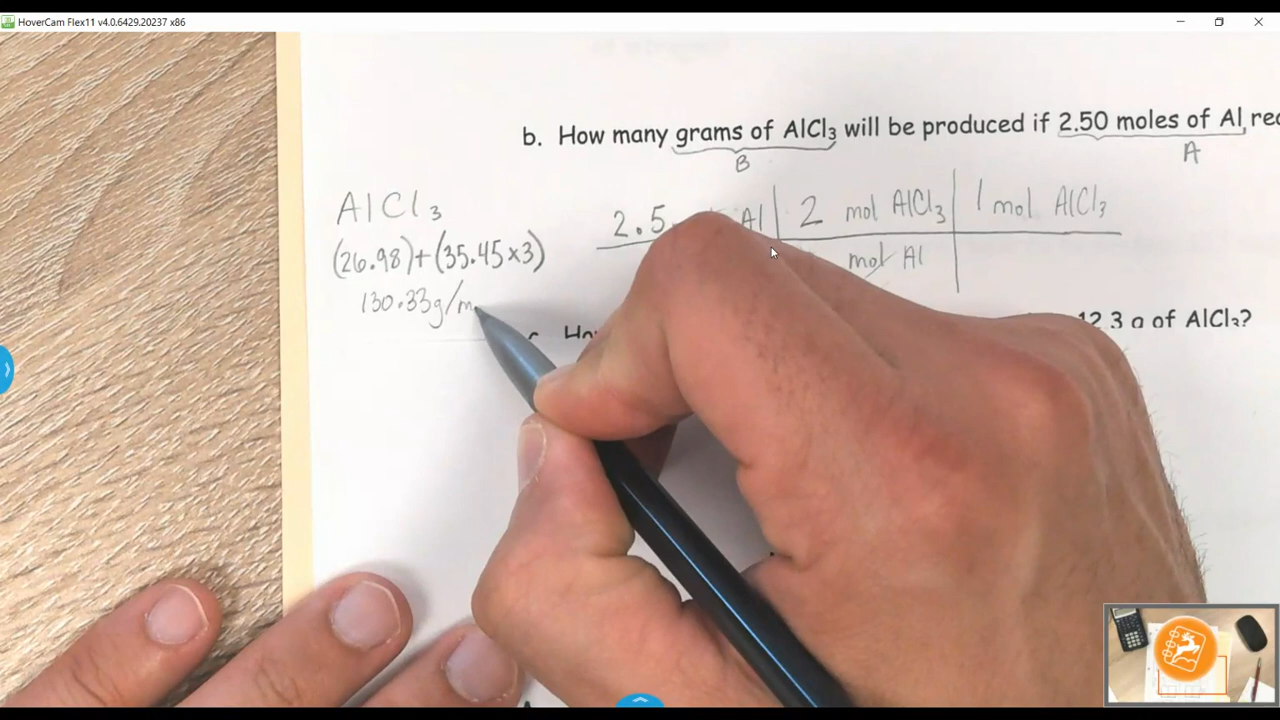 HoverCam Flex11 v4.0.6429.20237 x86
b. How many grams of AlCl₃ will be produced if 2.50 moles of Al
B
A
AlCl₃
2.5 Al 2 mol AlCl₃ 1 mol AlCl₃
(26.98)+(35.45×3)
mol Al
130.33g/m
12.3 g of AlCl₃?